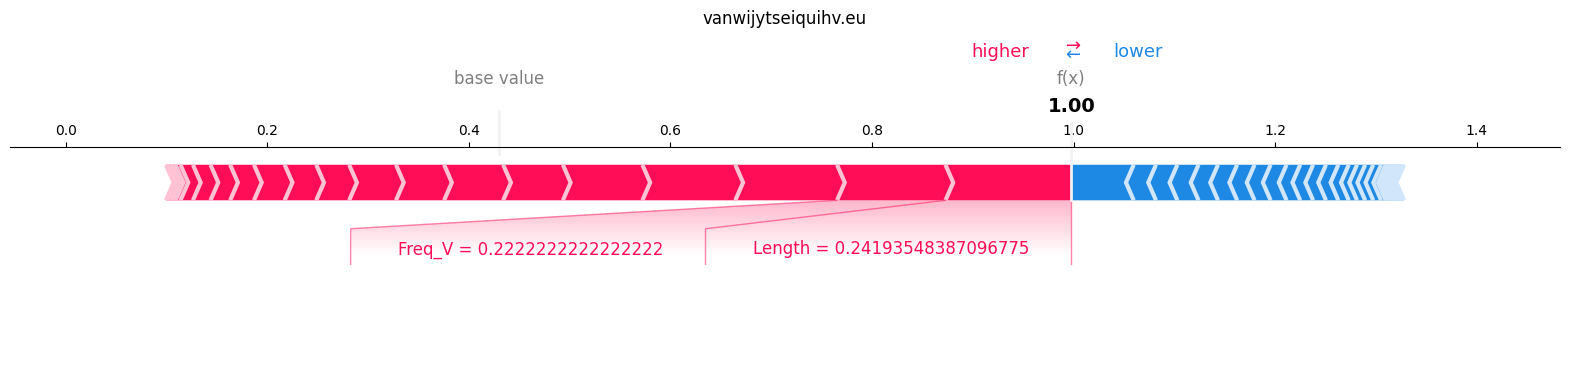 vanwijytseiquihv.eu
higher ⇄ lower
base value
f(x)
1.00
0.0 0.2 0.4 0.6 0.8 1.0 1.2 1.4
Freq_V = 0.2222222222222222
Length = 0.24193548387096775